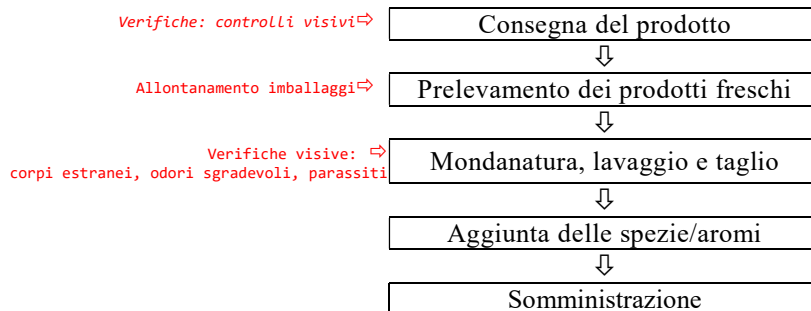 Verifiche: controlli visivi⇨
Consegna del prodotto
Allontanamento imballaggi⇨
Prelevamento dei prodotti freschi
Verifiche visive: ⇨
corpi estranei, odori sgradevoli, parassiti
Mondanatura, lavaggio e taglio
Aggiunta delle spezie/aromi
Somministrazione